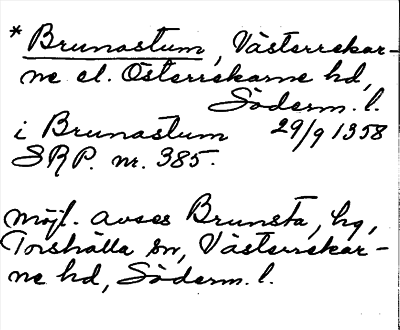 * Brunastum, Västerrekar-
ne el. Österrekarne hd,
Söderm. l.
i Brunastum 29/9 1358
SRP. nr. 385.
Möjl. avses Brunsta, hg,
Torshälla sn, Västerrekar-
ne hd, Söderm. l.